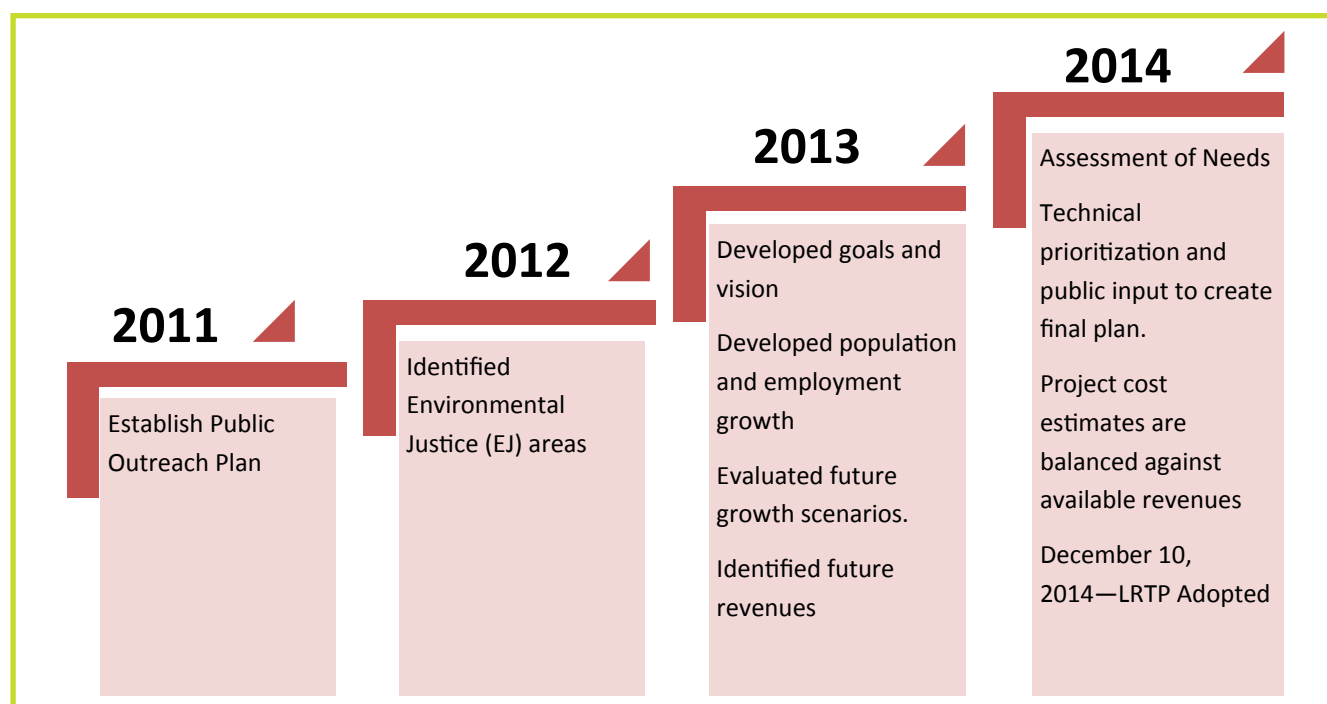 2011
Establish Public
Outreach Plan
2012
Identified
Environmental
Justice (EJ) areas
2013
Developed goals and
vision
Developed population
and employment
growth
Evaluated future
growth scenarios.
Identified future
revenues
2014
Assessment of Needs
Technical
prioritization and
public input to create
final plan.
Project cost
estimates are
balanced against
available revenues
December 10,
2014—LRTP Adopted